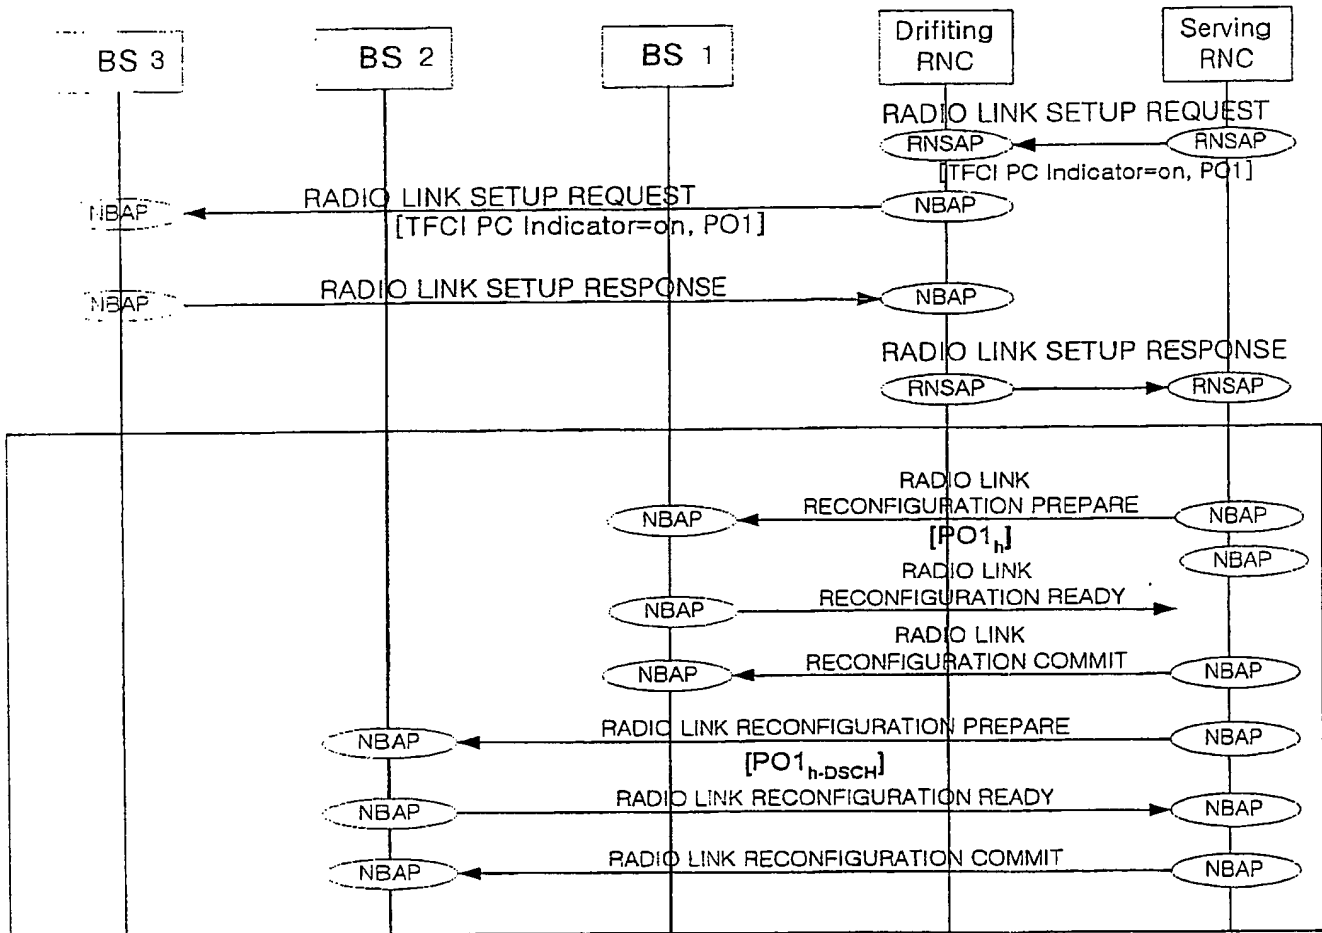 BS 3
BS 2
BS 1
Drifiting
RNC
Serving
RNC
RADIO LINK SETUP REQUEST
RNSAP
RNSAP
[TFCI PC Indicator=on, PO1]
RADIO LINK SETUP REQUEST
NBAP
NBAP
[TFCI PC Indicator=on, PO1]
RADIO LINK SETUP RESPONSE
NBAP
NBAP
RADIO LINK SETUP RESPONSE
RNSAP
RNSAP
RADIO LINK
RECONFIGURATION PREPARE
NBAP
NBAP
[PO1h]
NBAP
RADIO LINK
RECONFIGURATION READY
NBAP
RADIO LINK
RECONFIGURATION COMMIT
NBAP
NBAP
RADIO LINK RECONFIGURATION PREPARE
NBAP
NBAP
[PO1h-DSCH]
RADIO LINK RECONFIGURATION READY
NBAP
NBAP
RADIO LINK RECONFIGURATION COMMIT
NBAP
NBAP